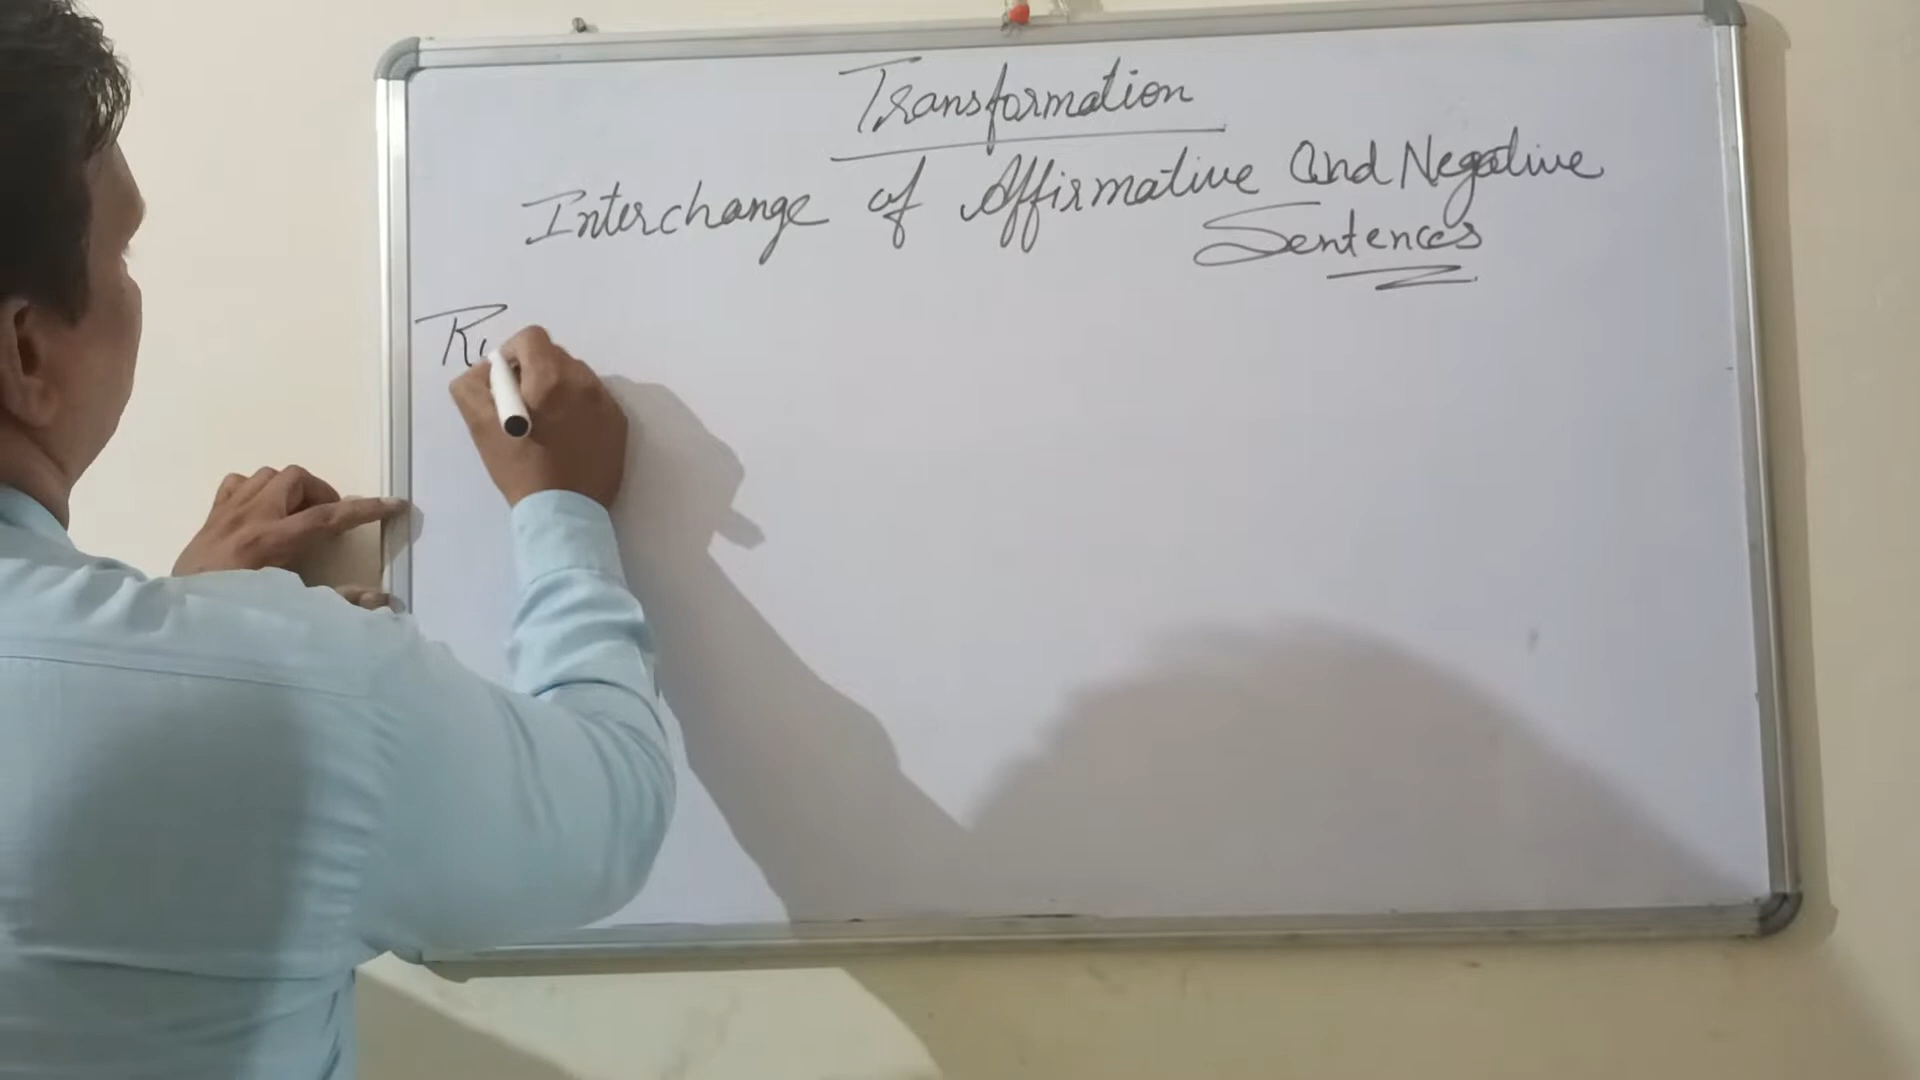 Transformation
Interchange of Affirmative and Negative
Sentences